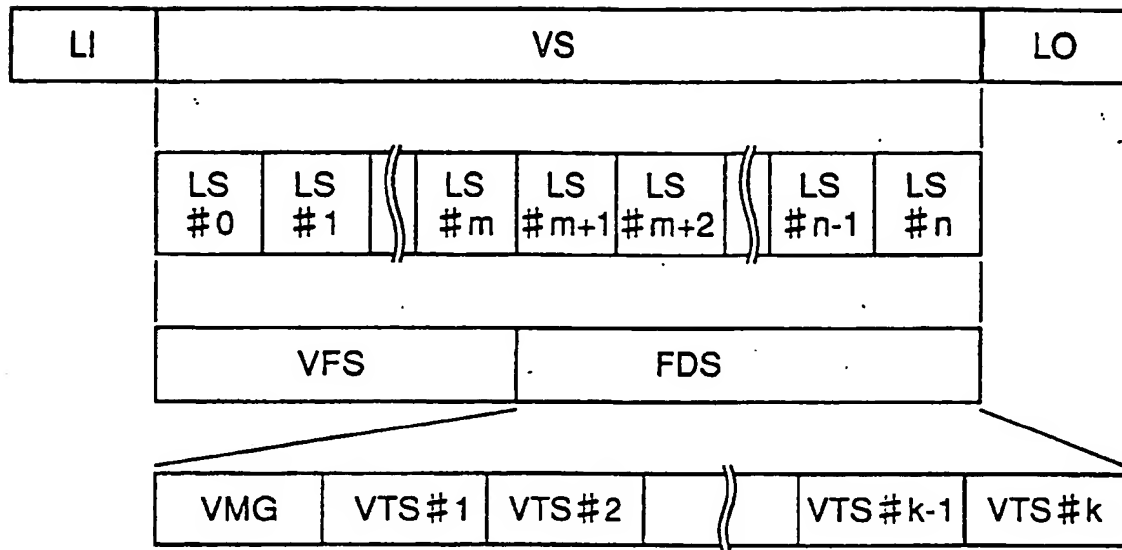 LI VS LO
LS #0 LS #1 LS #m LS #m+1 LS #m+2 LS #n-1 LS #n
VFS FDS
VMG VTS#1 VTS#2 VTS#k-1 VTS#k